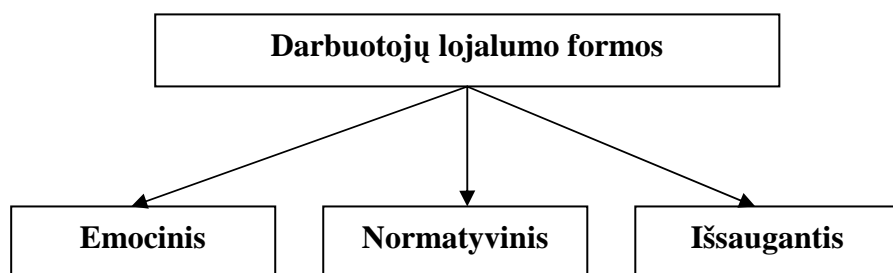 Darbuotojų lojalumo formos
Emocinis
Normatyvinis
Išsaugantis